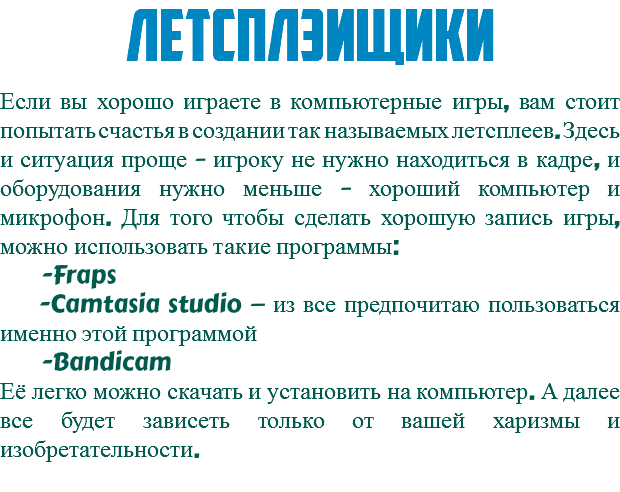 ЛЕТСПЛЭИЩИКИ
Если вы хорошо играете в компьютерные игры, вам стоит
попытать счастья в создании так называемых летсплеев. Здесь
и ситуация проще - игроку не нужно находиться в кадре, и
оборудования нужно меньше - хороший компьютер и
микрофон. Для того чтобы сделать хорошую запись игры,
можно использовать такие программы:
-Fraps
-Camtasia studio – из все предпочитаю пользоваться
именно этой программой
-Bandicam
Её легко можно скачать и установить на компьютер. А далее
все будет зависеть только от вашей харизмы и
изобретательности.